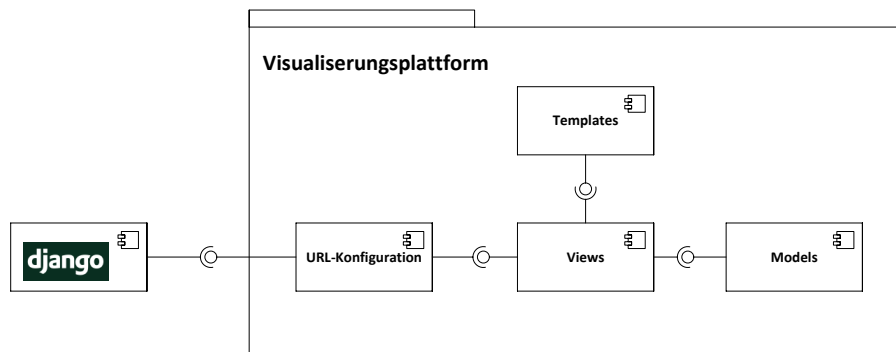 Visualiserungsplattform
Templates
django
URL-Konfiguration
Views
Models